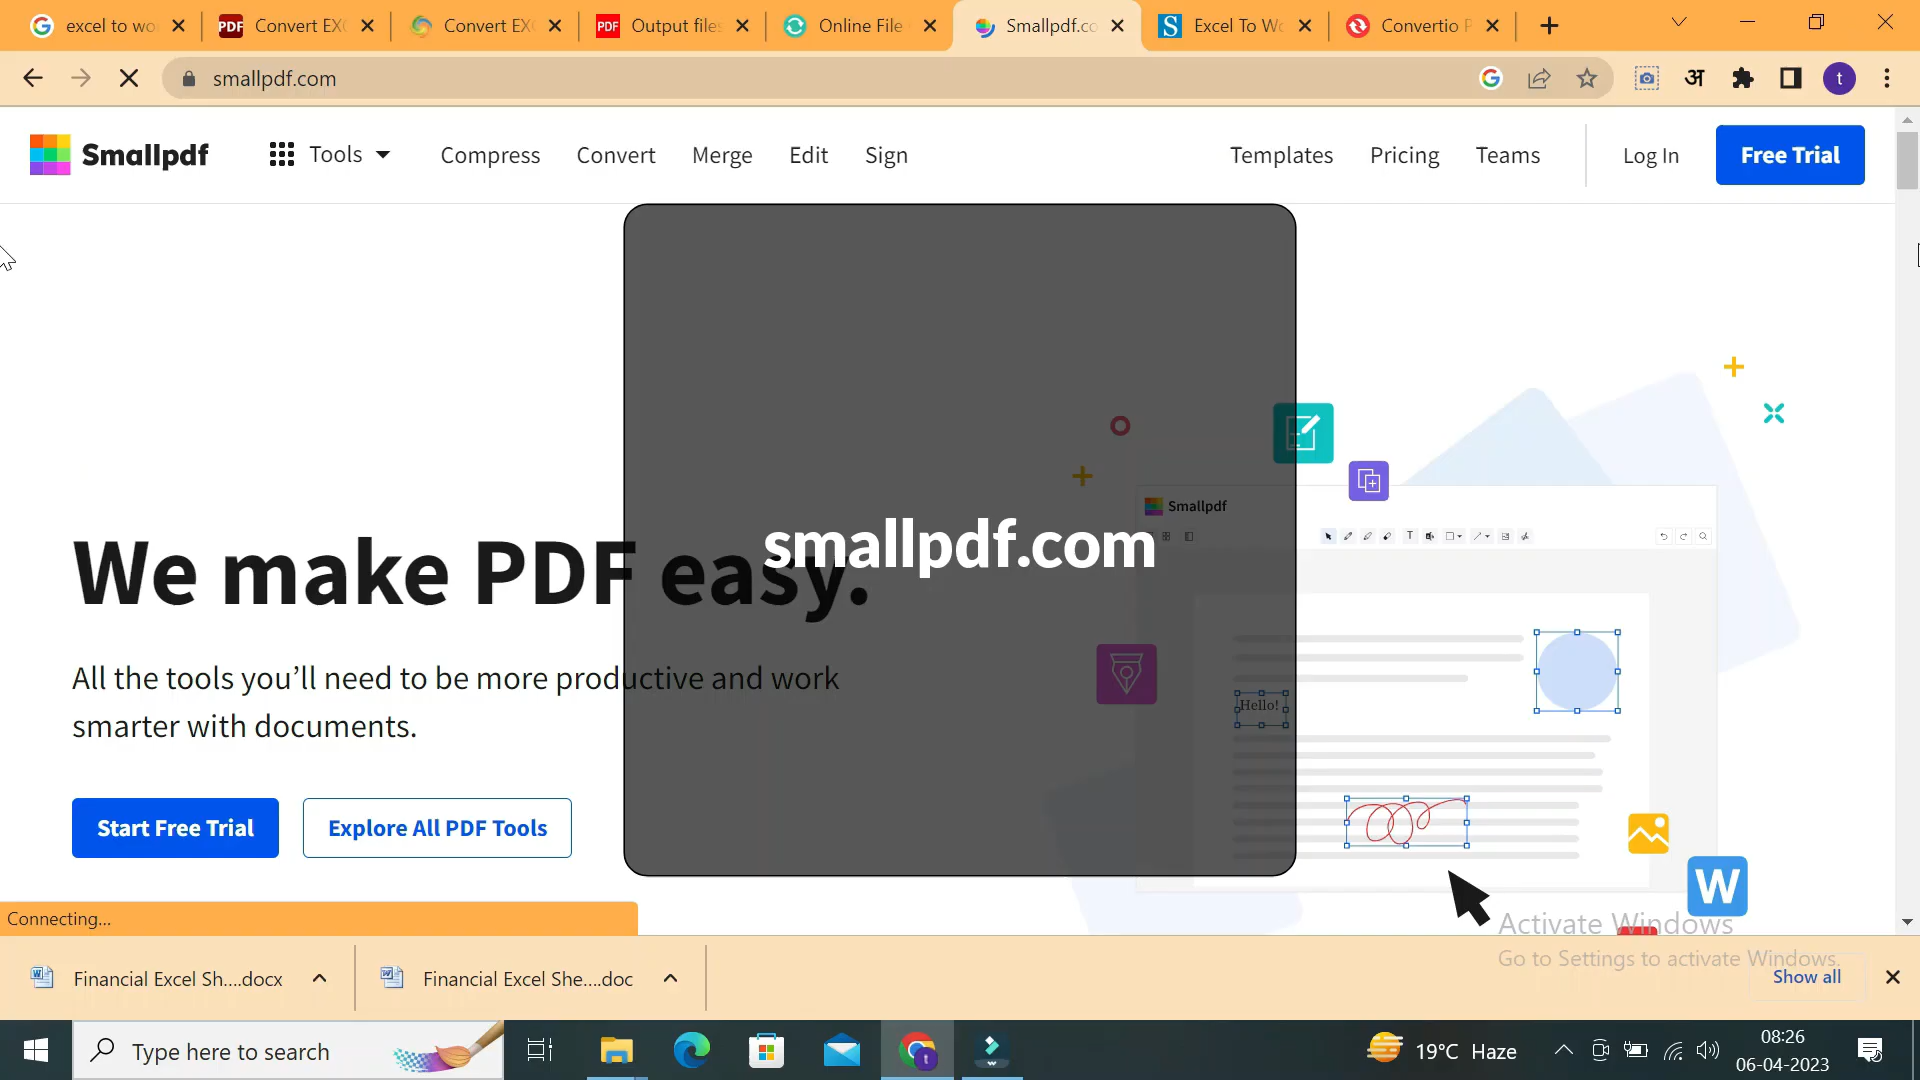 excel to wo
Convert EXC
Convert EX
Output files
Online File
Smallpdf.co
Excel To Wo
Convertio P
smallpdf.com
अ
t
Smallpdf
Tools
Compress
Convert
Merge
Edit
Sign
Templates
Pricing
Teams
Log In
Free Trial
smallpdf.com
We make PDF easy.
All the tools you’ll need to be more productive and work
smarter with documents.
Start Free Trial
Explore All PDF Tools
Smallpdf
T
Hello!
W
Connecting...
Activate Windows
Go to Settings to activate Windows.
Financial Excel Sh....docx
Financial Excel She....doc
Show all
Type here to search
19°C Haze
08:26
06-04-2023